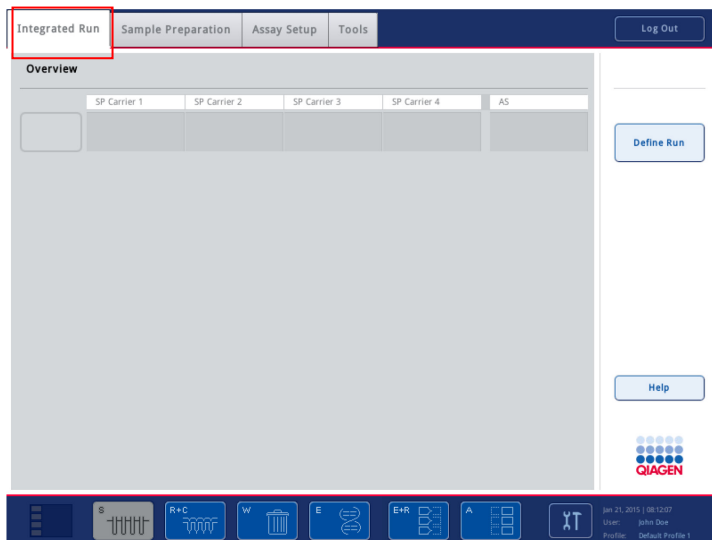 Integrated Run
Sample Preparation
Assay Setup
Tools
Log Out
Overview
SP Carrier 1
SP Carrier 2
SP Carrier 3
SP Carrier 4
AS
Define Run
Help
QIAGEN
S
R+C
W
E
E+R
A
Jan 21, 2015 | 08:12:07
User: John Doe
Profile: Default Profile 1